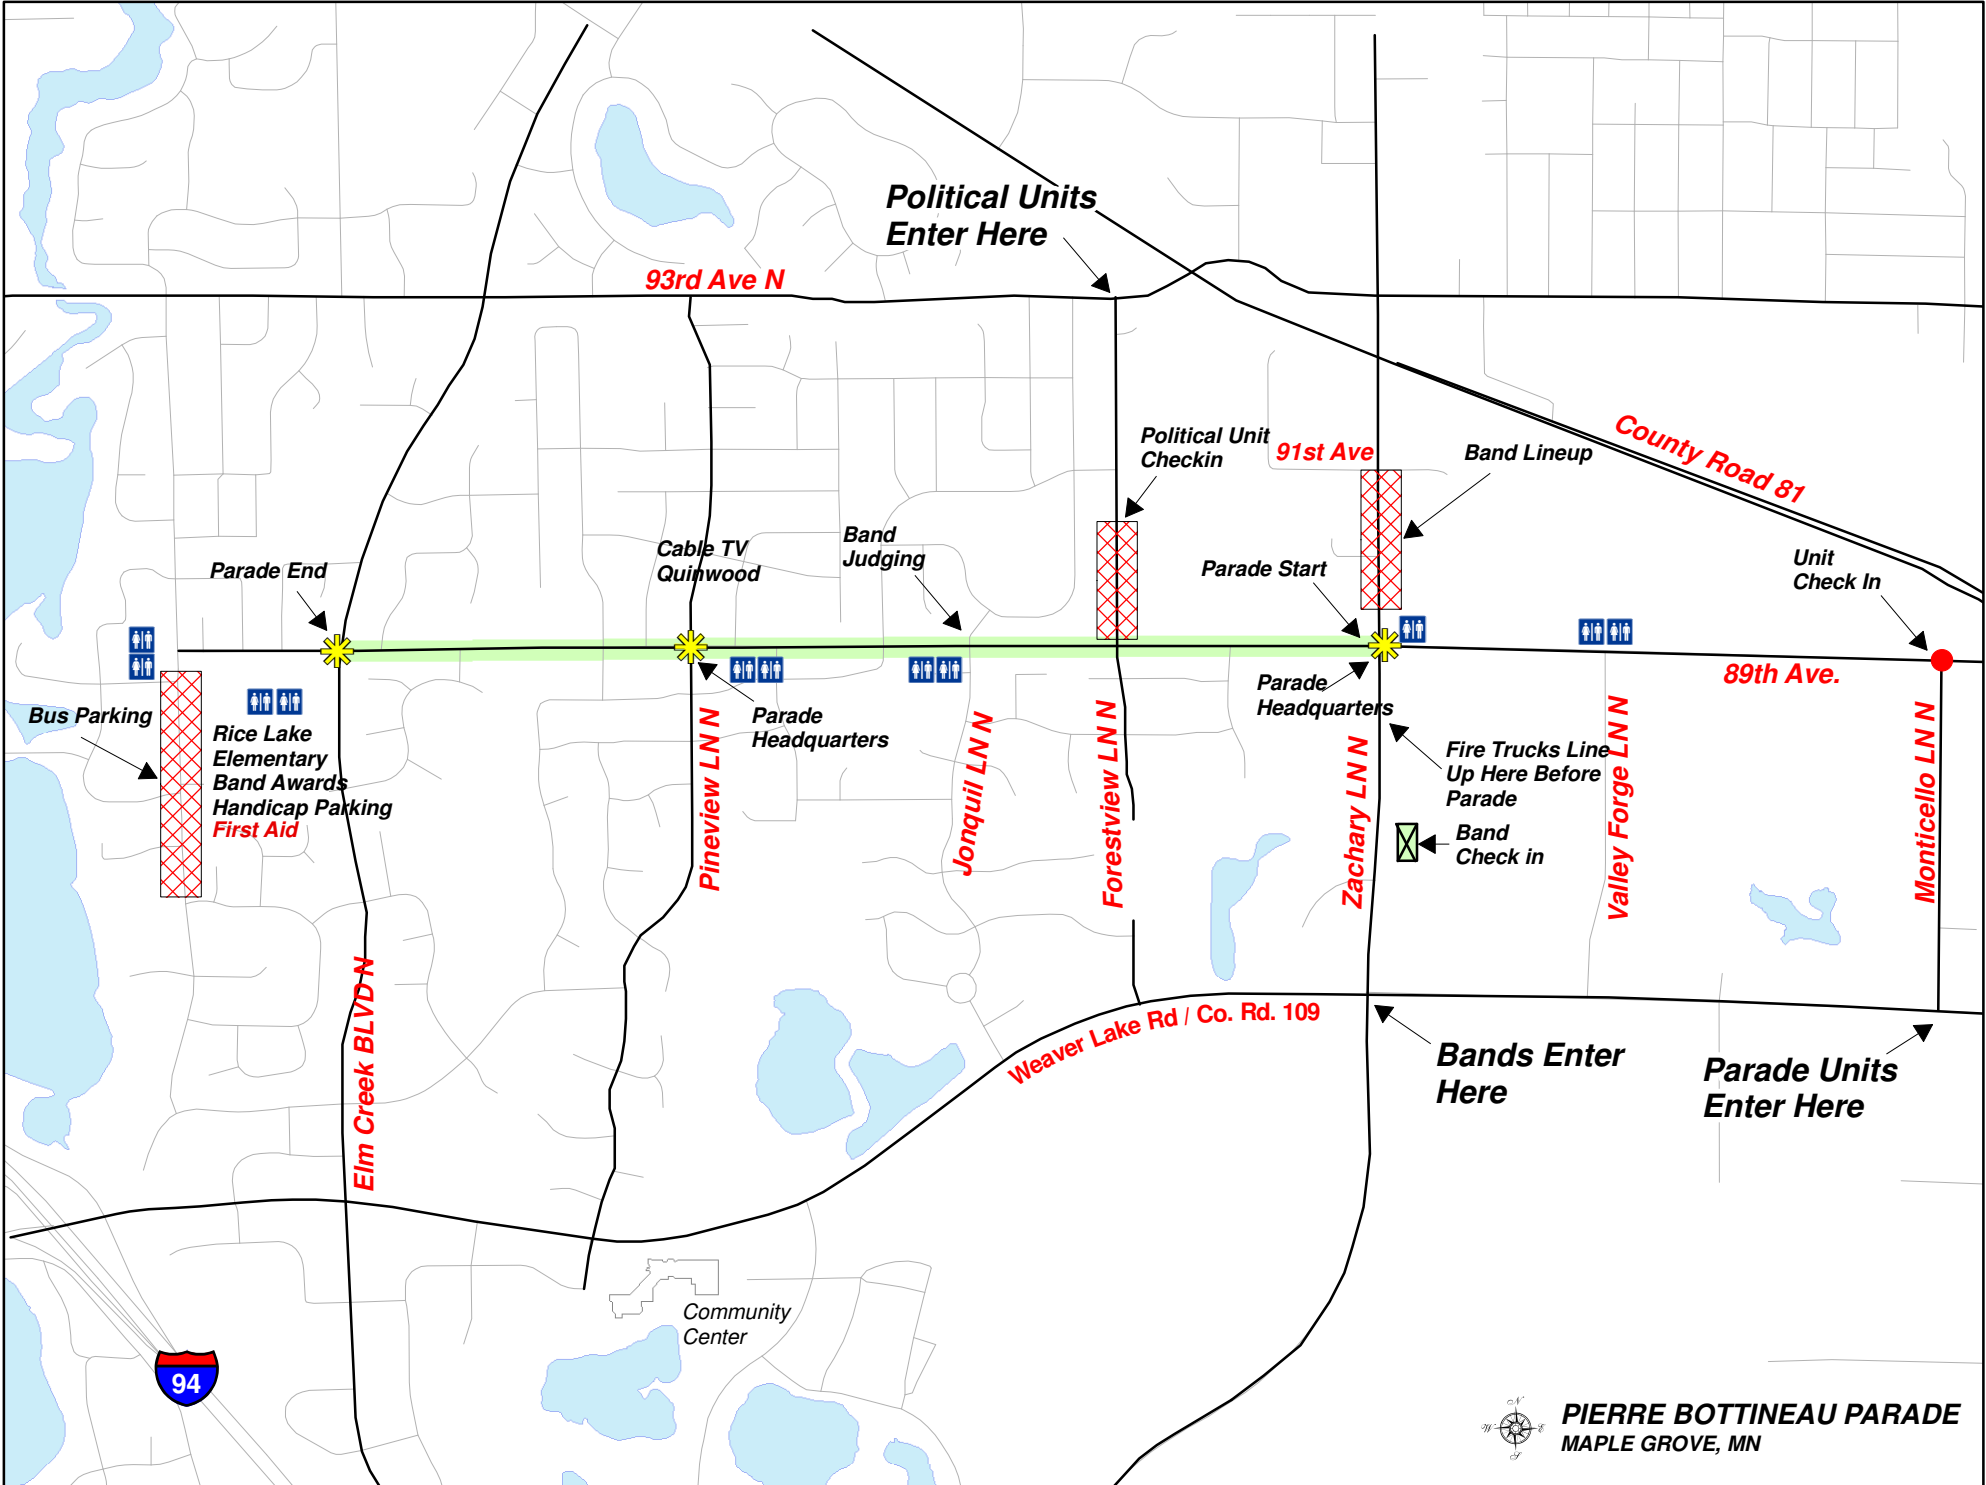 Political Units
Enter Here
93rd Ave N
Political Unit
Checkin
91st Ave
Band Lineup
County Road 81
Parade End
Cable TV
Quinwood
Band
Judging
Parade Start
Unit
Check In
89th Ave.
Bus Parking
Rice Lake
Elementary
Band Awards
Handicap Parking
First Aid
Parade
Headquarters
Parade
Headquarters
Fire Trucks Line
Up Here Before
Parade
Band
Check in
Pineview LN N
Jonquil LN N
Forestview LN N
Zachary LN N
Valley Forge LN N
Monticello LN N
Elm Creek BLVD N
Weaver Lake Rd / Co. Rd. 109
Bands Enter
Here
Parade Units
Enter Here
Community
Center
94
N
W
E
S
PIERRE BOTTINEAU PARADE
MAPLE GROVE, MN